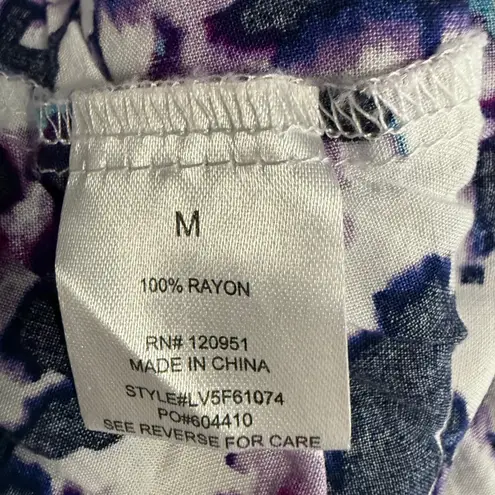 M
100% RAYON
RN# 120951
MADE IN CHINA
STYLE#LV5F61074
PO#604410
SEE REVERSE FOR CARE